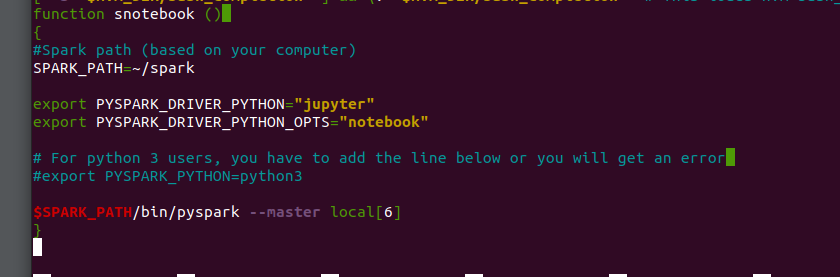 function snotebook ()
{
#Spark path (based on your computer)
SPARK_PATH=~/spark
export PYSPARK_DRIVER_PYTHON="jupyter"
export PYSPARK_DRIVER_PYTHON_OPTS="notebook"
# For python 3 users, you have to add the line below or you will get an error
#export PYSPARK_PYTHON=python3
$SPARK_PATH/bin/pyspark --master local[6]
}